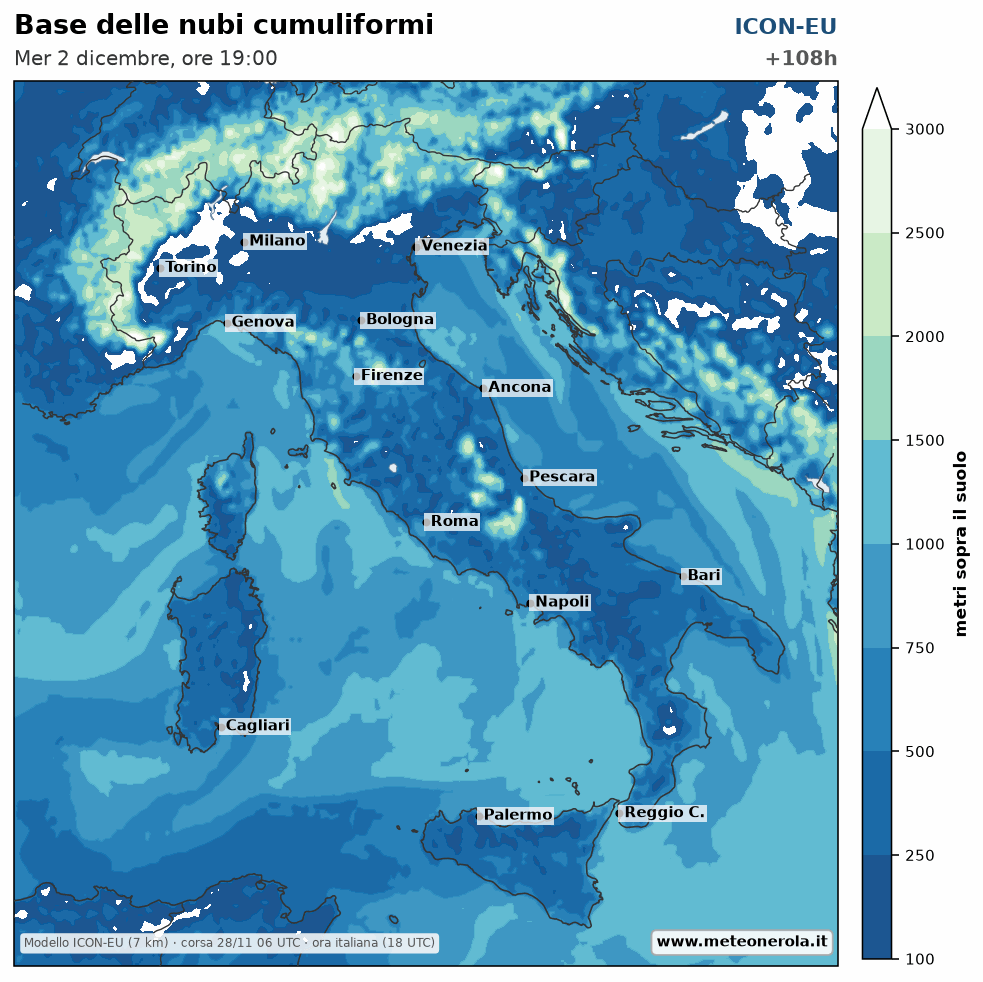 Base delle nubi cumuliformi
ICON-EU
Mer 2 dicembre, ore 19:00
+108h
3000
2500
2000
1500
1000
750
500
250
100
metri sopra il suolo
Milano
Venezia
Torino
Genova
Bologna
Firenze
Ancona
Pescara
Roma
Bari
Napoli
Cagliari
Palermo
Reggio C.
Modello ICON-EU (7 km) · corsa 28/11 06 UTC · ora italiana (18 UTC)
www.meteonerola.it